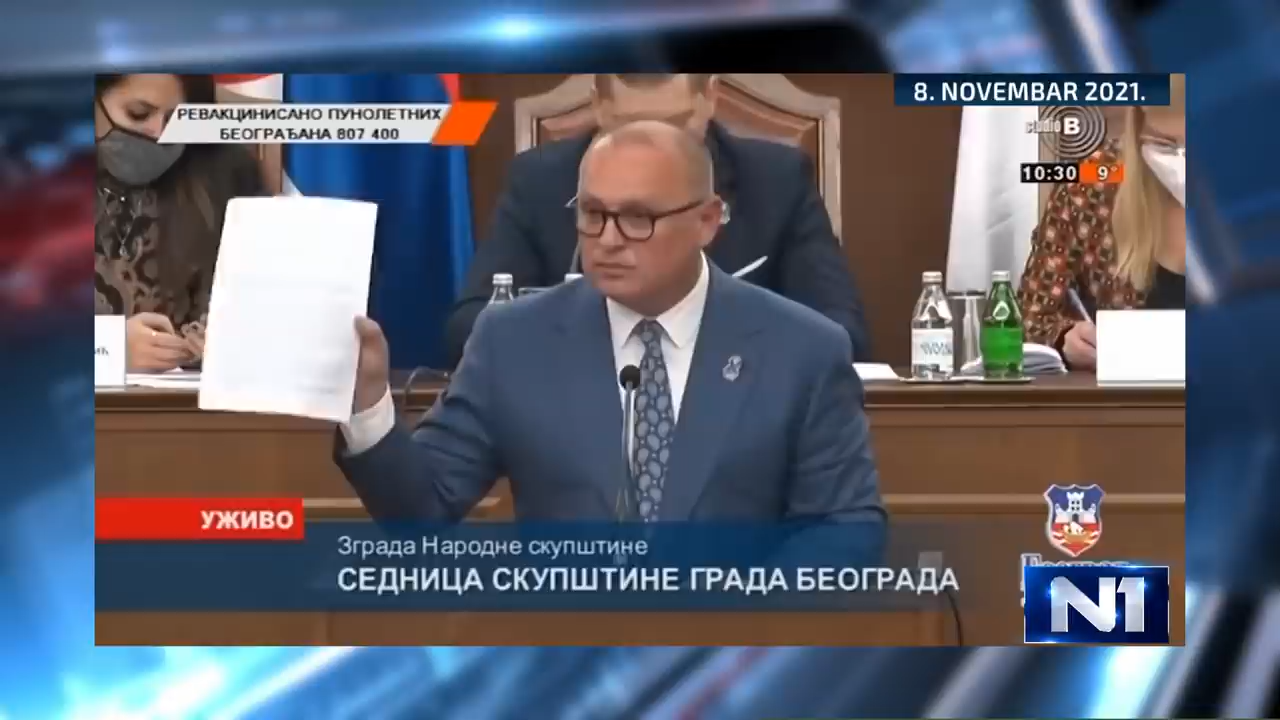 8. NOVEMBAR 2021.
РЕВАКЦИНИСАНО ПУНОЛЕТНИХ
БЕОГРАЂАНА 807 400
studio B
10:30 9°
УЖИВО
Зграда Народне скупштине
СЕДНИЦА СКУПШТИНЕ ГРАДА БЕОГРАДА
N1